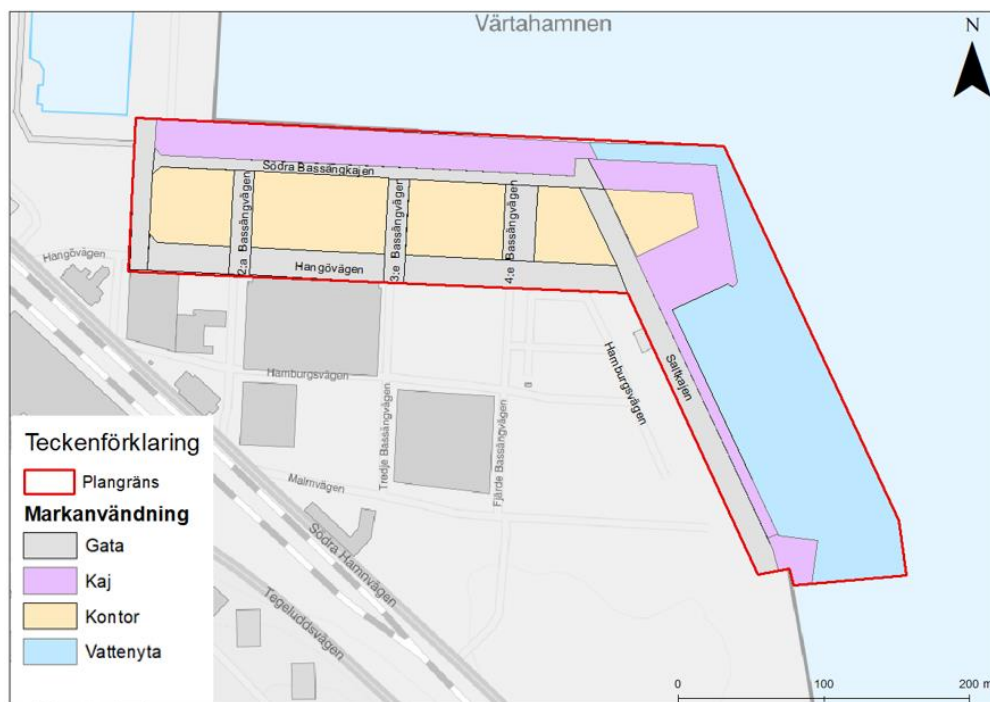 Värtahamnen
N
Södra Bassängkajen
2:a Bassängvägen
3:e Bassängvägen
4:e Bassängvägen
Hangövägen
Hangövägen
Hamburgsvägen
Hamburgsvägen
Saltkajen
Tredje Bassängvägen
Fjärde Bassängvägen
a
Malmvägen
Södra Hamnvägen
Tegeluddsvägen
Teckenförklaring
Plangräns
Markanvändning
Gata
Kaj
Kontor
Vattenyta
0 100 200 m